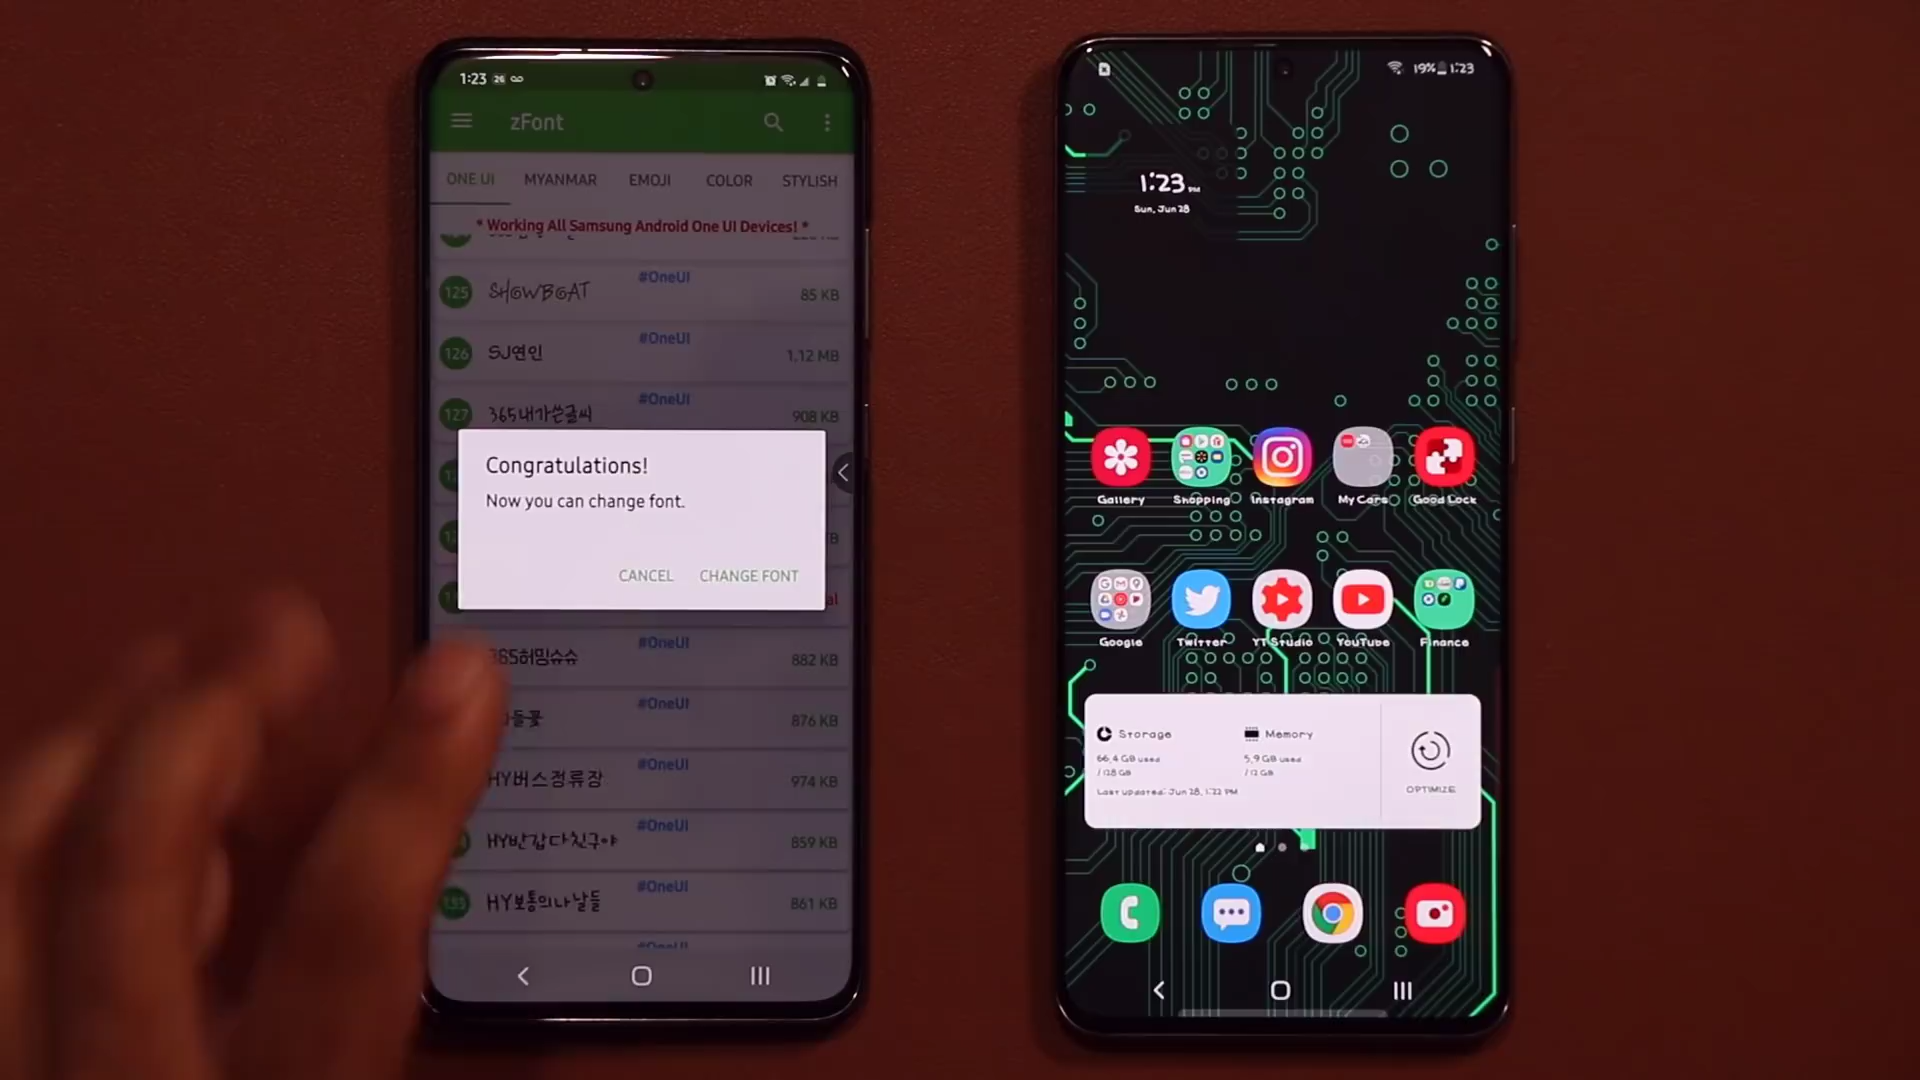 1:23 26
zFont
ONE UI MYANMAR EMOJI COLOR STYLISH
* Working All Samsung Android One UI Devices! *
125 SHOWBOAT #OneUI 85 KB
126 SJ연인 #OneUI 1.12 MB
127 365내가쓴글씨 #OneUI 908 KB
Congratulations!
Now you can change font.
CANCEL CHANGE FONT
365허밍슈슈 #OneUI 882 KB
들꽃 #OneUI 876 KB
HY버스정류장 #OneUI 974 KB
HY반갑다친구야 #OneUI 859 KB
HY보통의나날들 #OneUI 861 KB
19% 1:23
1:23 PM
Sun, Jun 28
Gallery Shopping Instagram My Cars Good Lock
Google Twitter YT Studio YouTube Finance
Storage Memory
66.4 GB used 5.9 GB used
/128 GB /12 GB
Last updated: Jun 28, 1:22 PM
OPTIMIZE